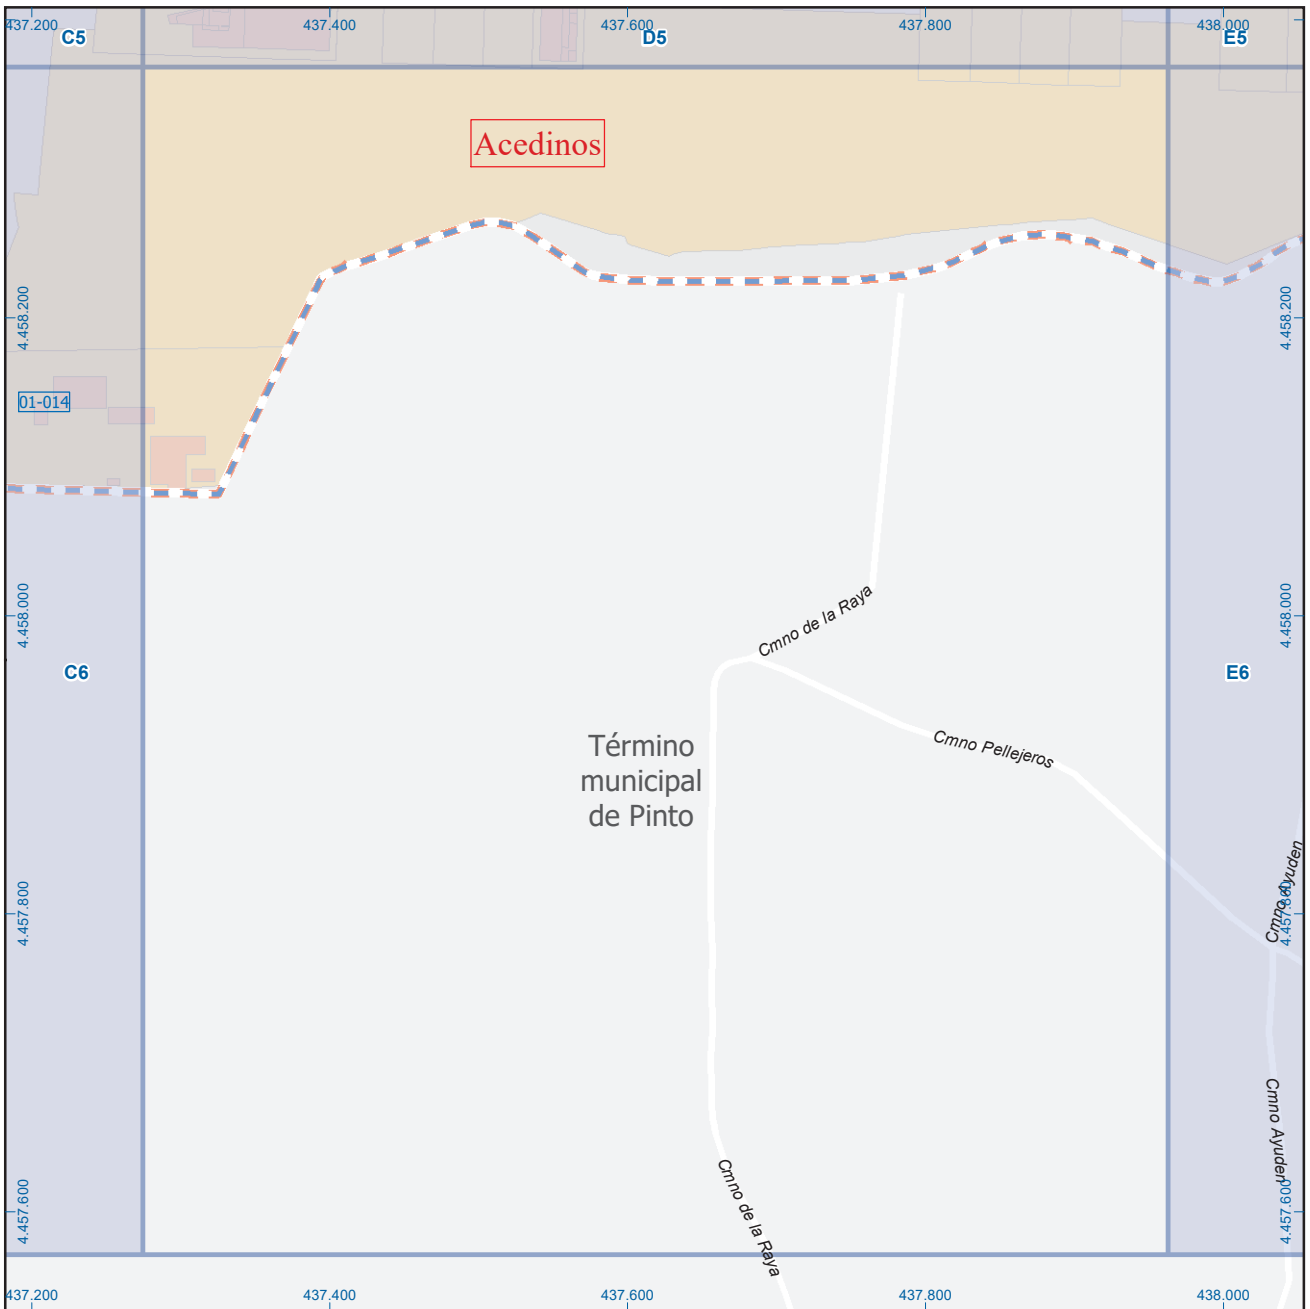 437.200
437.400
437.600
437.800
438.000
C5
D5
E5
Acedinos
4.458.200
4.458.200
01-014
4.458.000
4.458.000
Cmno de la Raya
C6
E6
Cmno Pellejeros
Término
municipal
de Pinto
Cmno Ayuden
4.457.800
4.457.800
Cmno Ayuden
Cmno de la Raya
4.457.600
4.457.600
437.200
437.400
437.600
437.800
438.000